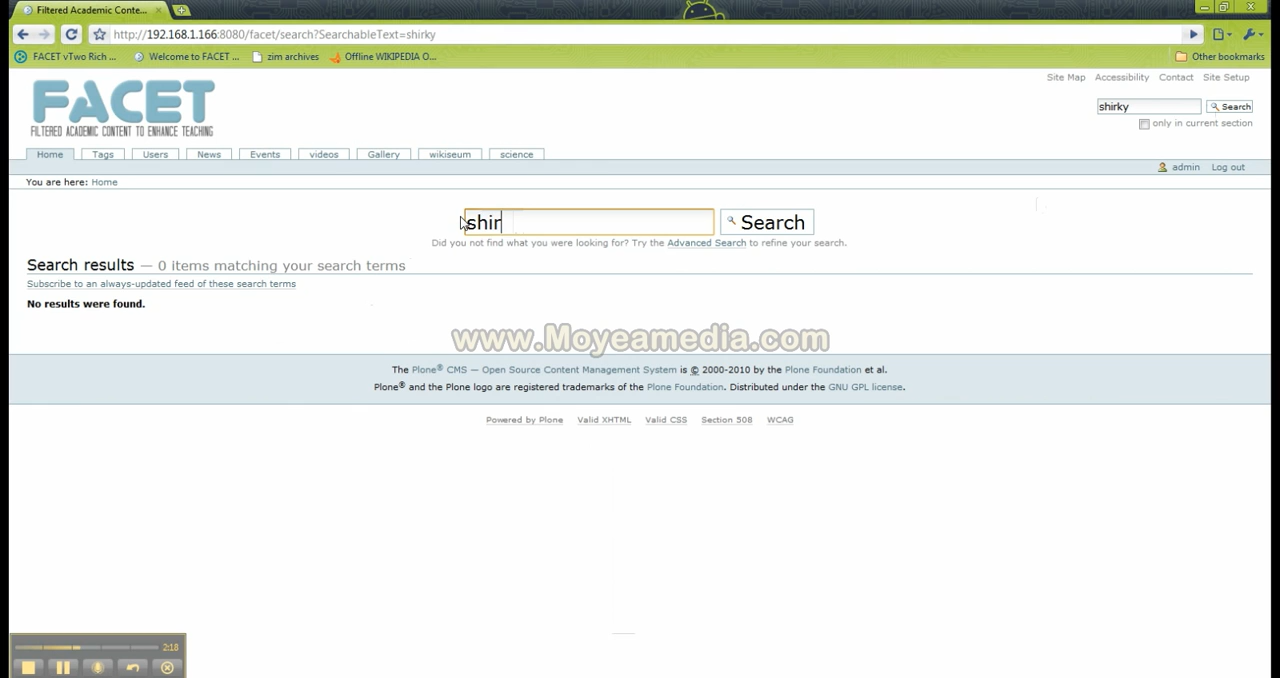 Filtered Academic Conte...
http://192.168.1.166:8080/facet/search?SearchableText=shirky
FACET vTwo Rich ... Welcome to FACET ... zim archives Offline WIKIPEDIA O... Other bookmarks
Site Map Accessibility Contact Site Setup
FACET
FILTERED ACADEMIC CONTENT TO ENHANCE TEACHING
shirky Search
only in current section
Home Tags Users News Events videos Gallery wikiseum science
admin Log out
You are here: Home
shir Search
Did you not find what you were looking for? Try the Advanced Search to refine your search.
Search results — 0 items matching your search terms
Subscribe to an always-updated feed of these search terms
No results were found.
www.Moyeamedia.com
The Plone® CMS — Open Source Content Management System is © 2000-2010 by the Plone Foundation et al.
Plone® and the Plone logo are registered trademarks of the Plone Foundation. Distributed under the GNU GPL license.
Powered by Plone Valid XHTML Valid CSS Section 508 WCAG
2:18